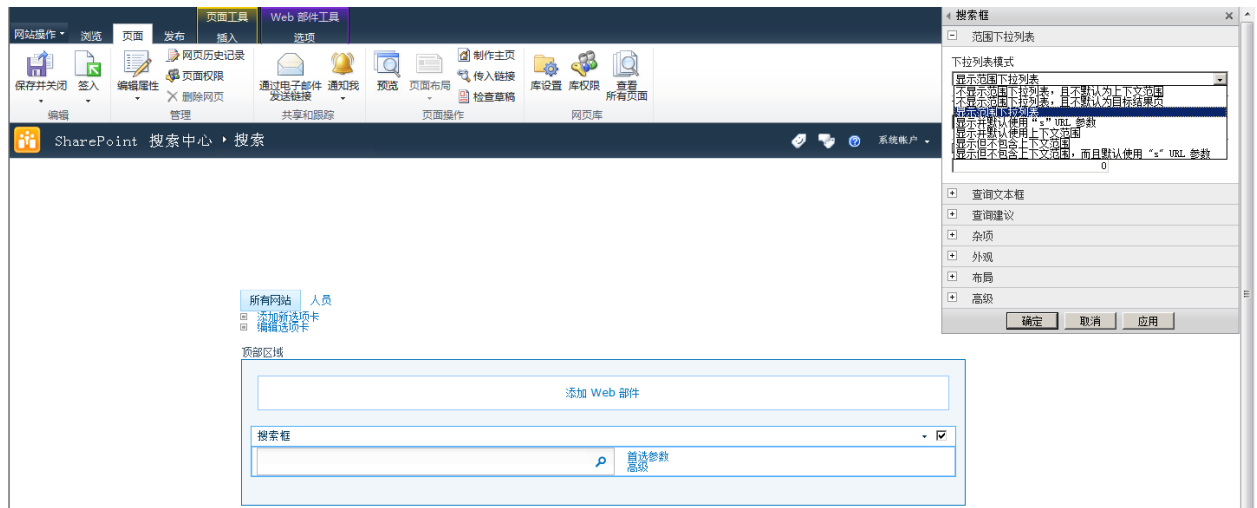 页面工具
Web 部件工具
网站操作
浏览
页面
发布
插入
选项
保存并关闭
签入
编辑
编辑属性
网页历史记录
页面权限
删除网页
管理
通过电子邮件
发送链接
通知我
共享和跟踪
预览
页面布局
制作主页
传入链接
检查草稿
页面操作
库设置
库权限
查看
所有页面
网页库
SharePoint 搜索中心 ▸ 搜索
系统帐户
所有网站
人员
添加新选项卡
编辑选项卡
顶部区域
添加 Web 部件
搜索框
首选参数
高级
搜索框
范围下拉列表
下拉列表模式
显示范围下拉列表
不显示范围下拉列表，且不默认为上下文范围
不显示范围下拉列表，且不默认为目标结果页
显示范围下拉列表
显示并默认使用“s”URL 参数
显示并默认使用上下文范围
显示但不包含上下文范围
显示但不包含上下文范围，而且默认使用 “s” URL 参数
0
查询文本框
查询建议
杂项
外观
布局
高级
确定
取消
应用